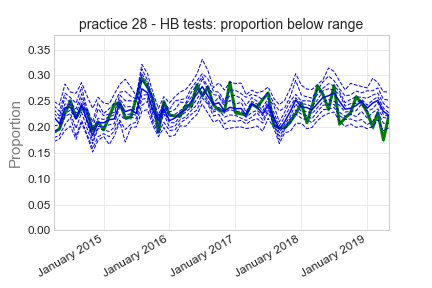 practice 28 - HB tests: proportion below range
Proportion
0.35
0.30
0.25
0.20
0.15
0.10
0.05
0.00
January 2015
January 2016
January 2017
January 2018
January 2019